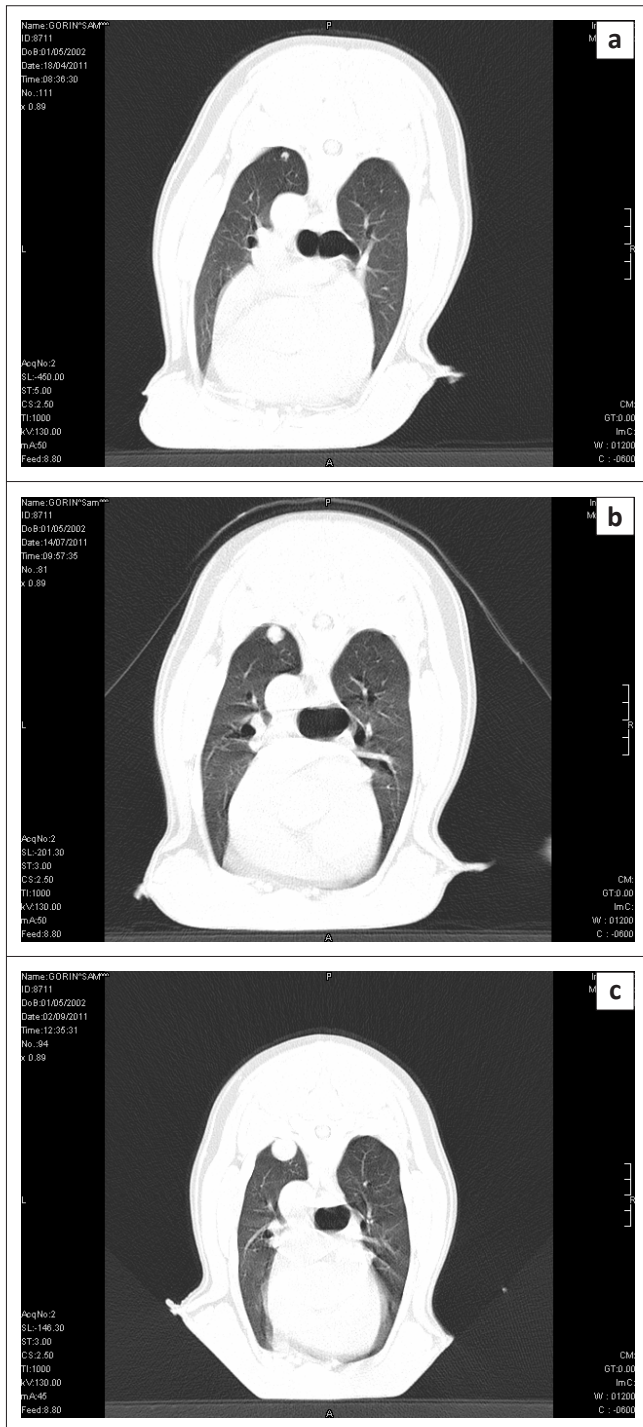 Name:GORIN^SAM^^^
ID:8711
DoB:01/05/2002
Date:18/04/2011
Time:08:36:30
No.:111
x 0.89
P
In
M
a
L
R
AcqNo:2
SL:-450.00
ST:5.00
CS:2.50
TI:1000
kV:130.00
mA:50
Feed:8.80
CM:
GT:0.00
ImC:
W : 01200
C : -0600
A
Name:GORIN^Sam^^^
ID:8711
DoB:01/05/2002
Date:14/07/2011
Time:09:57:35
No.:81
x 0.89
P
In
M
b
L
R
AcqNo:2
SL:-201.30
ST:3.00
CS:2.50
TI:1000
kV:130.00
mA:50
Feed:8.80
CM:
GT:0.00
ImC:
W : 01200
C : -0600
A
Name:GORIN^SAM^^^
ID:8711
DoB:01/05/2002
Date:02/09/2011
Time:12:35:31
No.:94
x 0.89
P
In
M
c
L
R
AcqNo:2
SL:-146.30
ST:3.00
CS:2.50
TI:1000
kV:130.00
mA:45
Feed:8.80
CM:
GT:0.00
ImC:
W : 01200
C : -0600
A